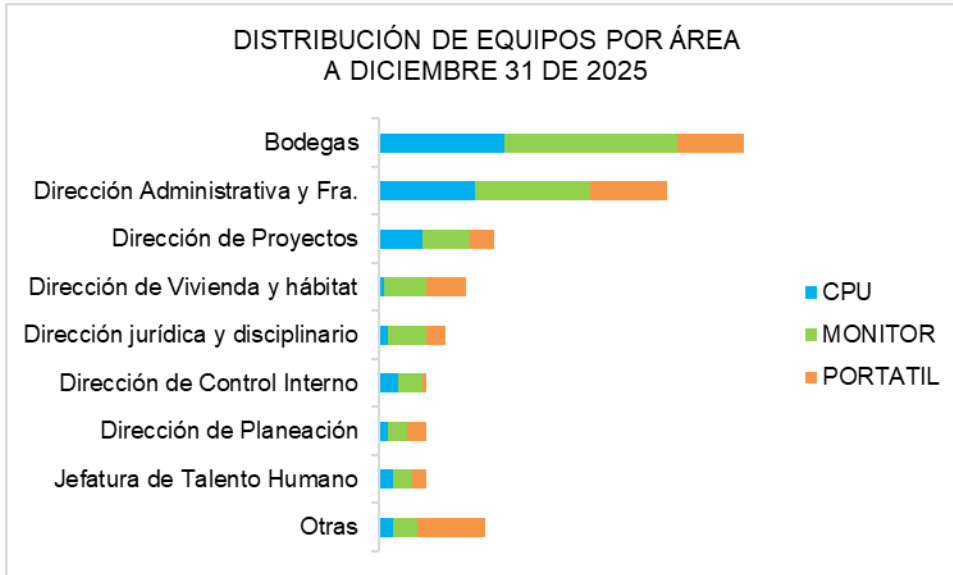 DISTRIBUCIÓN DE EQUIPOS POR ÁREA
A DICIEMBRE 31 DE 2025
Bodegas
Dirección Administrativa y Fra.
Dirección de Proyectos
Dirección de Vivienda y hábitat
Dirección jurídica y disciplinario
Dirección de Control Interno
Dirección de Planeación
Jefatura de Talento Humano
Otras
CPU
MONITOR
PORTATIL